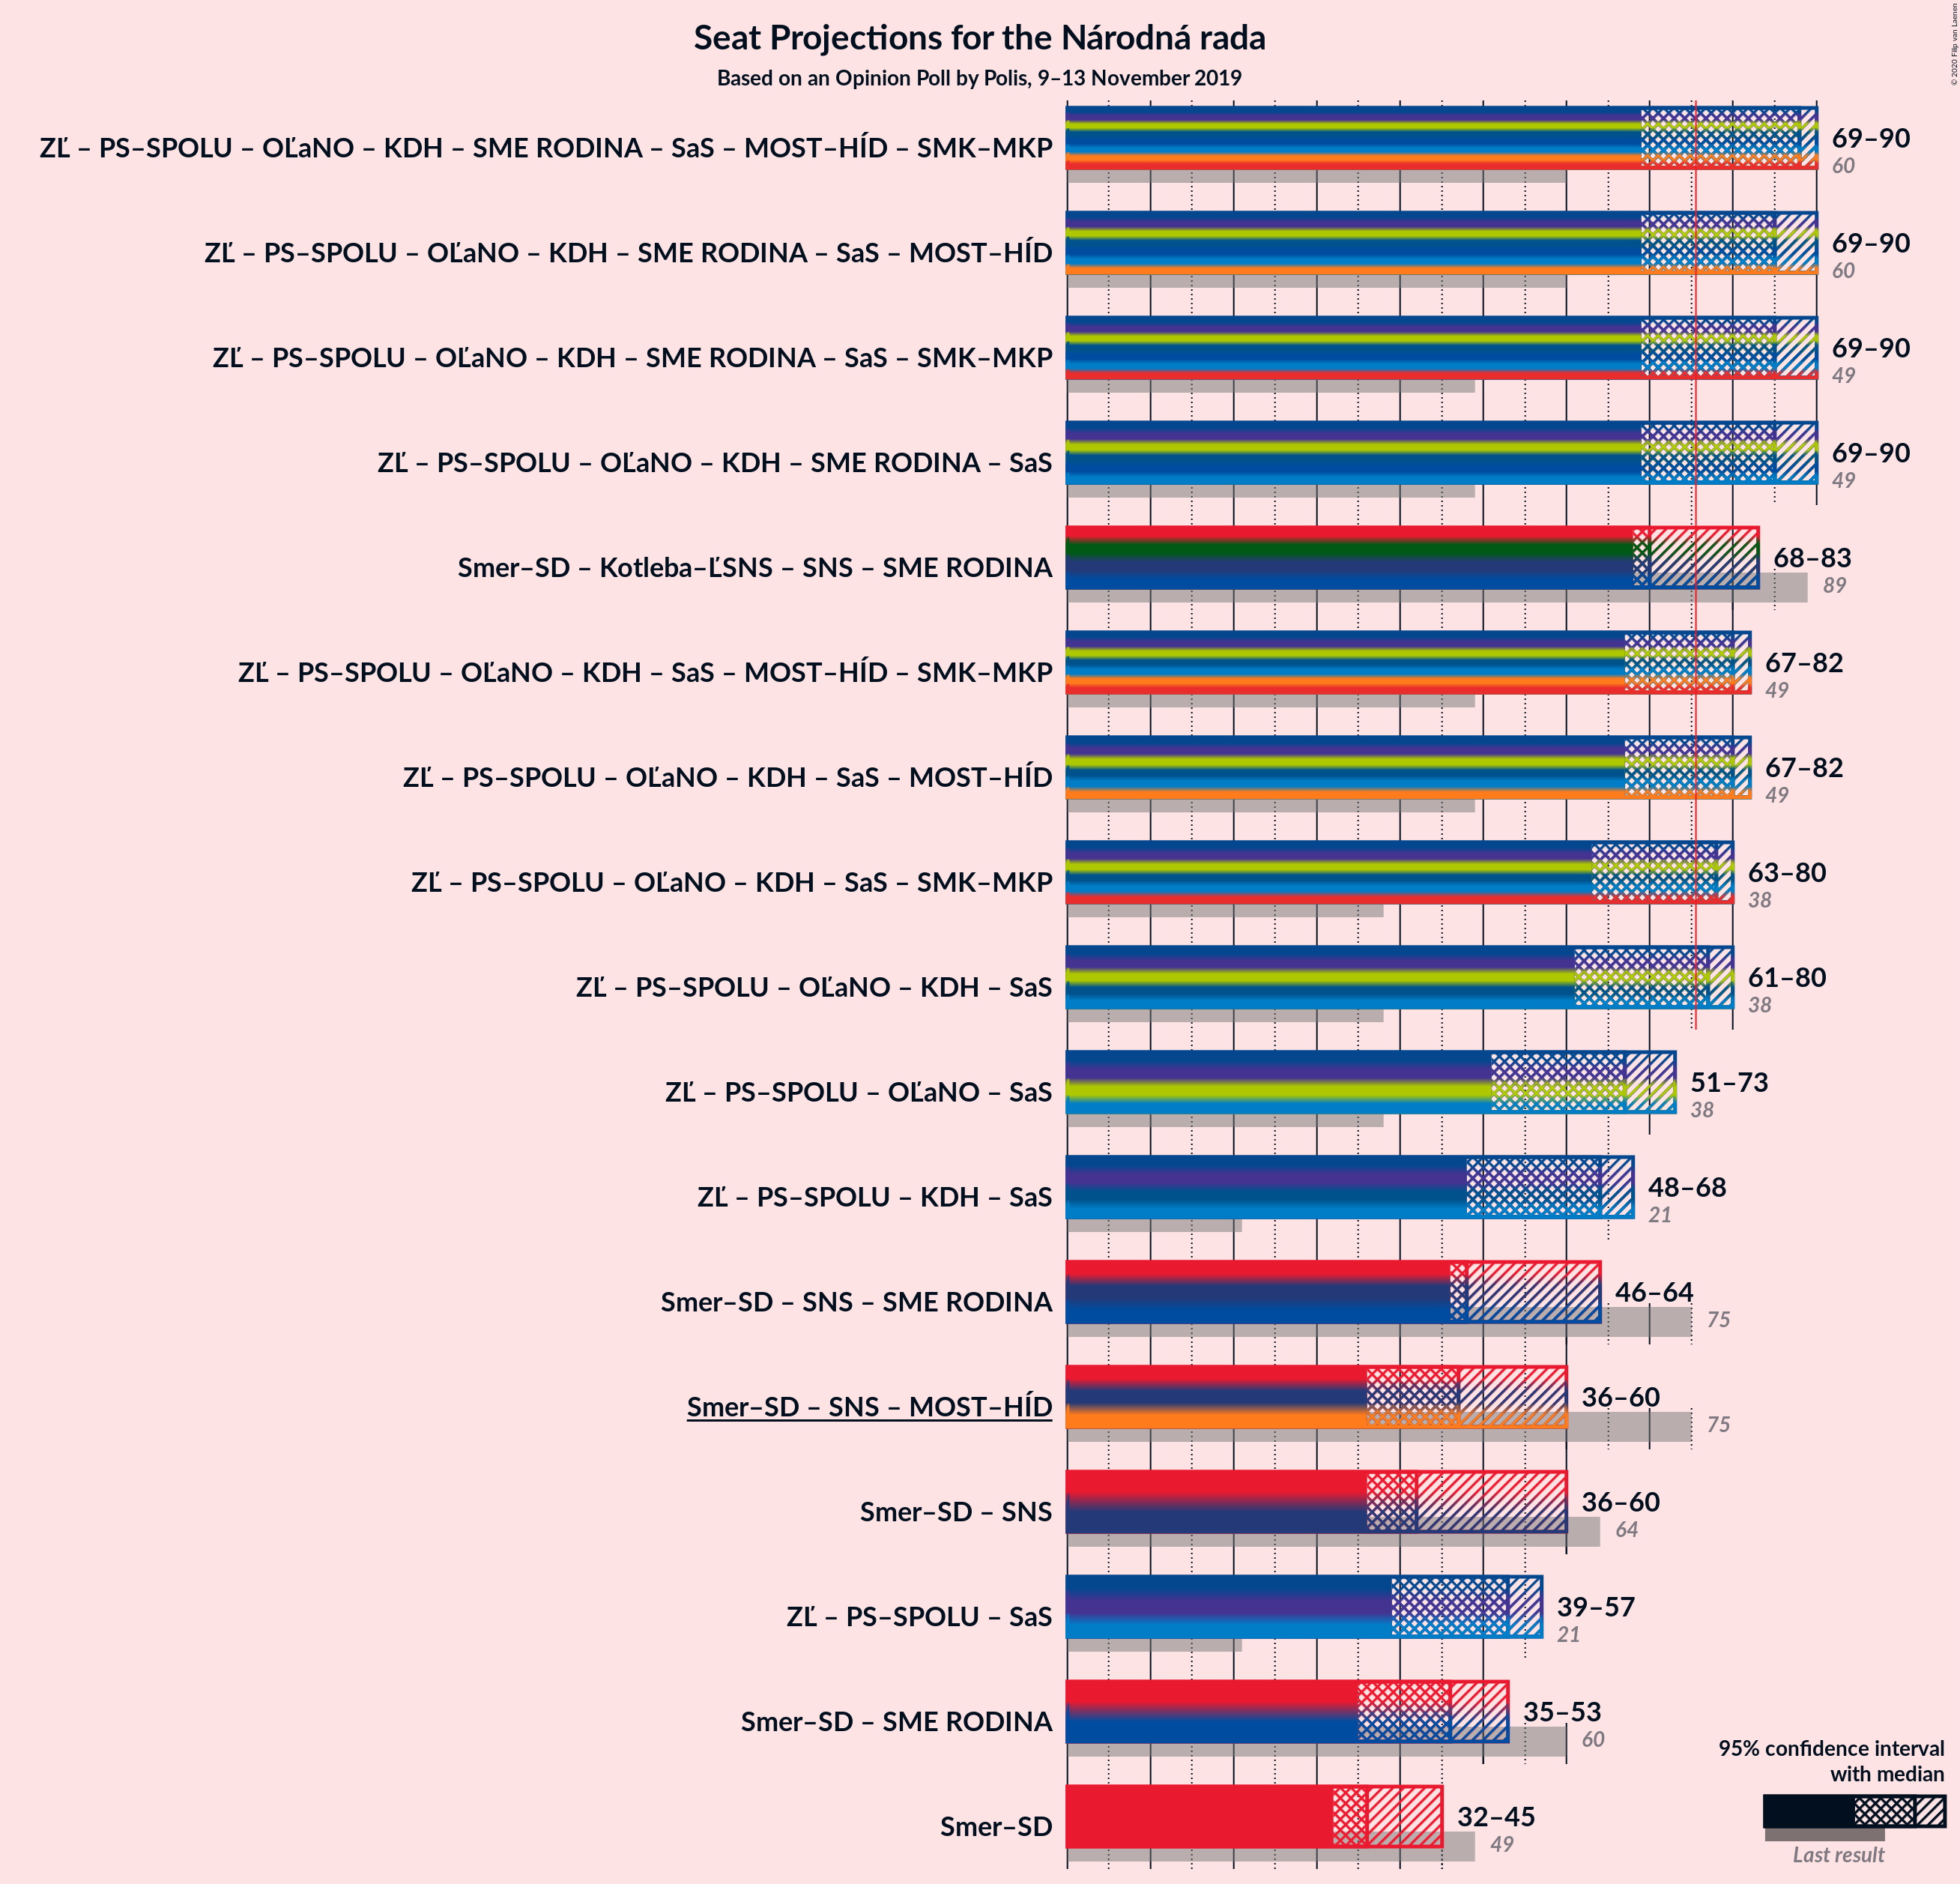 Seat Projections for the Národná rada
Based on an Opinion Poll by Polis, 9–13 November 2019
© 2020 Filip van Laenen
ZĽ – PS–SPOLU – OĽaNO – KDH – SME RODINA – SaS – MOST–HÍD – SMK–MKP
69–90
60
ZĽ – PS–SPOLU – OĽaNO – KDH – SME RODINA – SaS – MOST–HÍD
69–90
60
ZĽ – PS–SPOLU – OĽaNO – KDH – SME RODINA – SaS – SMK–MKP
69–90
49
ZĽ – PS–SPOLU – OĽaNO – KDH – SME RODINA – SaS
69–90
49
Smer–SD – Kotleba–ĽSNS – SNS – SME RODINA
68–83
89
ZĽ – PS–SPOLU – OĽaNO – KDH – SaS – MOST–HÍD – SMK–MKP
67–82
49
ZĽ – PS–SPOLU – OĽaNO – KDH – SaS – MOST–HÍD
67–82
49
ZĽ – PS–SPOLU – OĽaNO – KDH – SaS – SMK–MKP
63–80
38
ZĽ – PS–SPOLU – OĽaNO – KDH – SaS
61–80
38
ZĽ – PS–SPOLU – OĽaNO – SaS
51–73
38
ZĽ – PS–SPOLU – KDH – SaS
48–68
21
Smer–SD – SNS – SME RODINA
46–64
75
Smer–SD – SNS – MOST–HÍD
36–60
75
Smer–SD – SNS
36–60
64
ZĽ – PS–SPOLU – SaS
39–57
21
Smer–SD – SME RODINA
35–53
60
Smer–SD
32–45
49
95% confidence interval
with median
Last result